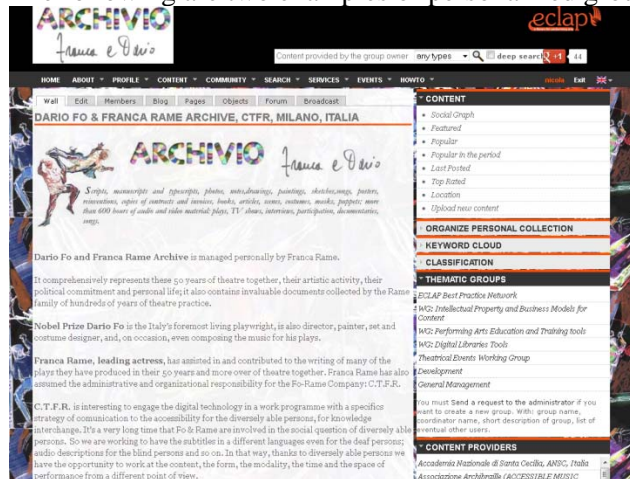 ARCHIVIO
eclap
Franca e Dario
Content provided by the group owner any types deep search +1 44
HOME ABOUT PROFILE CONTENT COMMUNITY SEARCH SERVICES EVENTS HOWTO nicola Exit
Wall Edit Members Blog Pages Objects Forum Broadcast
DARIO FO & FRANCA RAME ARCHIVE, CTFR, MILANO, ITALIA
ARCHIVIO Franca e Dario
Scripts, manuscripts and typescripts, photos, notes,drawings, paintings, sketches,songs, posters,
reinventions, copies of contracts and invoices, books, articles, scenes, costumes, masks, puppets; more
than 600 hours of audio and video material: plays, TV shows, interviews, participation, documentaries,
songs.
Dario Fo and Franca Rame Archive is managed personally by Franca Rame.
It comprehensively represents these 50 years of theatre together, their artistic activity, their
political commitment and personal life; it also contains invaluable documents collected by the Rame
family of hundreds of years of theatre practice.
Nobel Prize Dario Fo is the Italy's foremost living playwright, is also director, painter, set and
costume designer, and, on occasion, even composing the music for his plays.
Franca Rame, leading actress, has assisted in and contributed to the writing of many of the
plays they have produced in their 50 years and more over of theatre together. Franca Rame has also
assumed the administrative and organizational responsibility for the Fo-Rame Company: C.T.F.R.
C.T.F.R. is interesting to engage the digital technology in a work programme with a specifics
strategy of comunication to the accessibility for the diversely able persons, for knowledge
interchange. It's a very long time that Fo & Rame are involved in the social question of diversely able
persons. So we are working to have the subtitles in a different languages even for the deaf persons;
audio descriptions for the blind persons and so on. In that way, thanks to diversely able persons we
have the opportunity to work at the content, the form, the modality, the time and the space of
performance from a different point of view.
CONTENT
Social Graph
Featured
Popular
Popular in the period
Last Posted
Top Rated
Location
Upload new content
ORGANIZE PERSONAL COLLECTION
KEYWORD CLOUD
CLASSIFICATION
THEMATIC GROUPS
ECLAP Best Practice Network
WG: Intellectual Property and Business Models for
Content
WG: Performing Arts Education and Training tools
WG: Digital Libraries Tools
Theatrical Events Working Group
Development
General Management
You must Send a request to the administrator if you
want to create a new group. With: group name,
coordinator name, short description of group, list of
eventual other users.
CONTENT PROVIDERS
Accademia Nazionale di Santa Cecilia, ANSC, Italia
Associazione Archibraille (ACCESSIBLE MUSIC